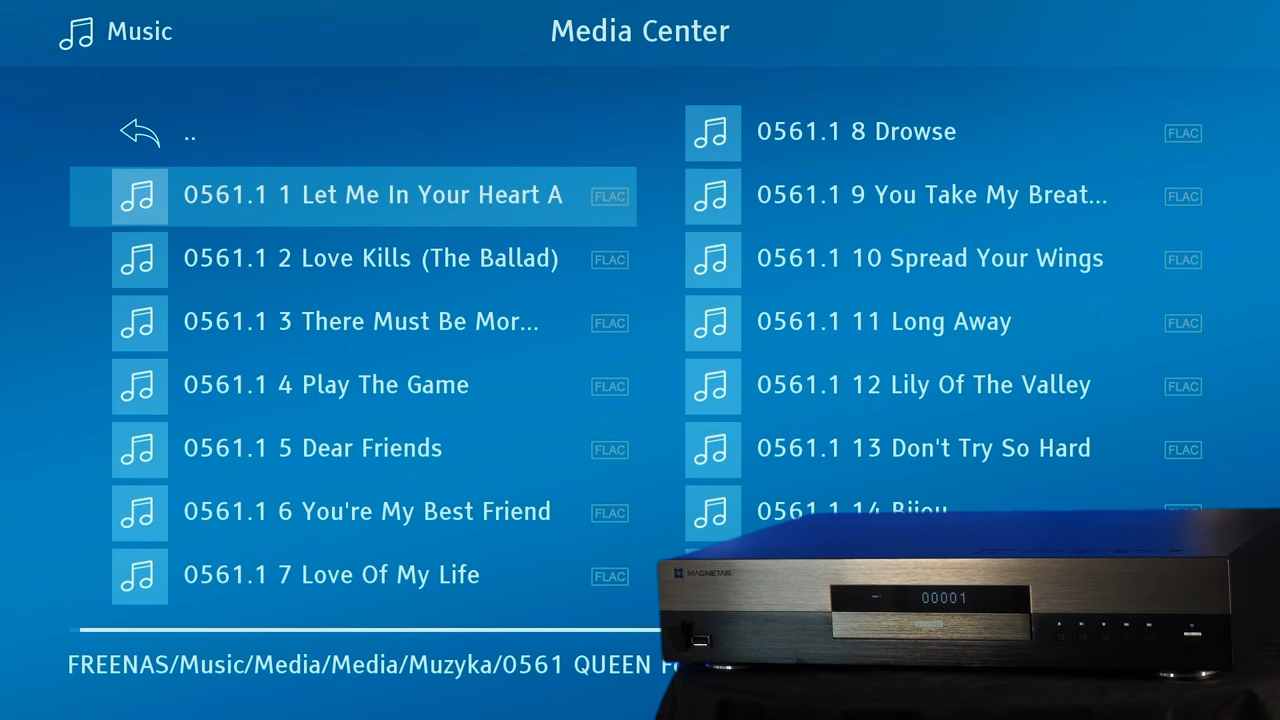 Music
Media Center
..
0561.1 1 Let Me In Your Heart A
FLAC
0561.1 2 Love Kills (The Ballad)
FLAC
0561.1 3 There Must Be Mor...
FLAC
0561.1 4 Play The Game
FLAC
0561.1 5 Dear Friends
FLAC
0561.1 6 You're My Best Friend
FLAC
0561.1 7 Love Of My Life
FLAC
0561.1 8 Drowse
FLAC
0561.1 9 You Take My Breat...
FLAC
0561.1 10 Spread Your Wings
FLAC
0561.1 11 Long Away
FLAC
0561.1 12 Lily Of The Valley
FLAC
0561.1 13 Don't Try So Hard
FLAC
0561.1 14 Bijou
FREENAS/Music/Media/Media/Muzyka/0561 QUEEN
MAGNETAR
00001